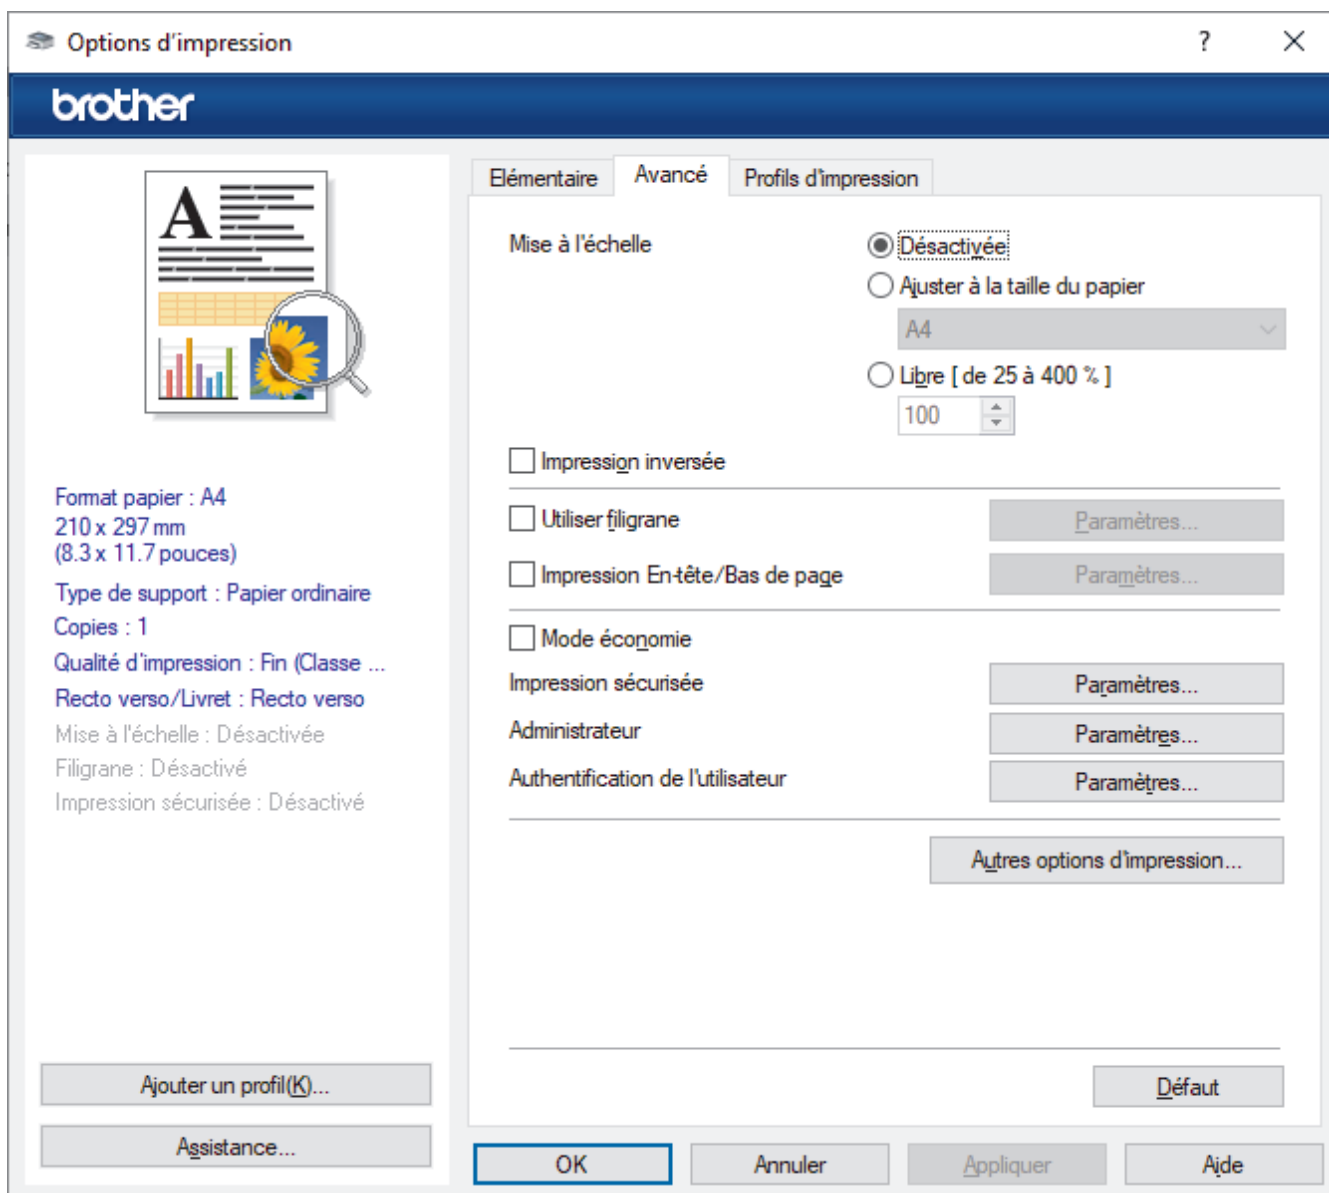 Options d'impression
?
brother
A
Elémentaire
Avancé
Profils d'impression
Mise à l'échelle
Désactivée
Ajuster à la taille du papier
A4
Libre [ de 25 à 400 % ]
100
Impression inversée
Utiliser filigrane
Paramètres...
Impression En-tête/Bas de page
Paramètres...
Mode économie
Impression sécurisée
Paramètres...
Administrateur
Paramètres...
Authentification de l'utilisateur
Paramètres...
Autres options d'impression...
Défaut
Format papier : A4
210 x 297 mm
(8.3 x 11.7 pouces)
Type de support : Papier ordinaire
Copies : 1
Qualité d'impression : Fin (Classe ...
Recto verso/Livret : Recto verso
Mise à l'échelle : Désactivée
Filigrane : Désactivé
Impression sécurisée : Désactivé
Ajouter un profil(K)...
Assistance...
OK
Annuler
Appliquer
Aide